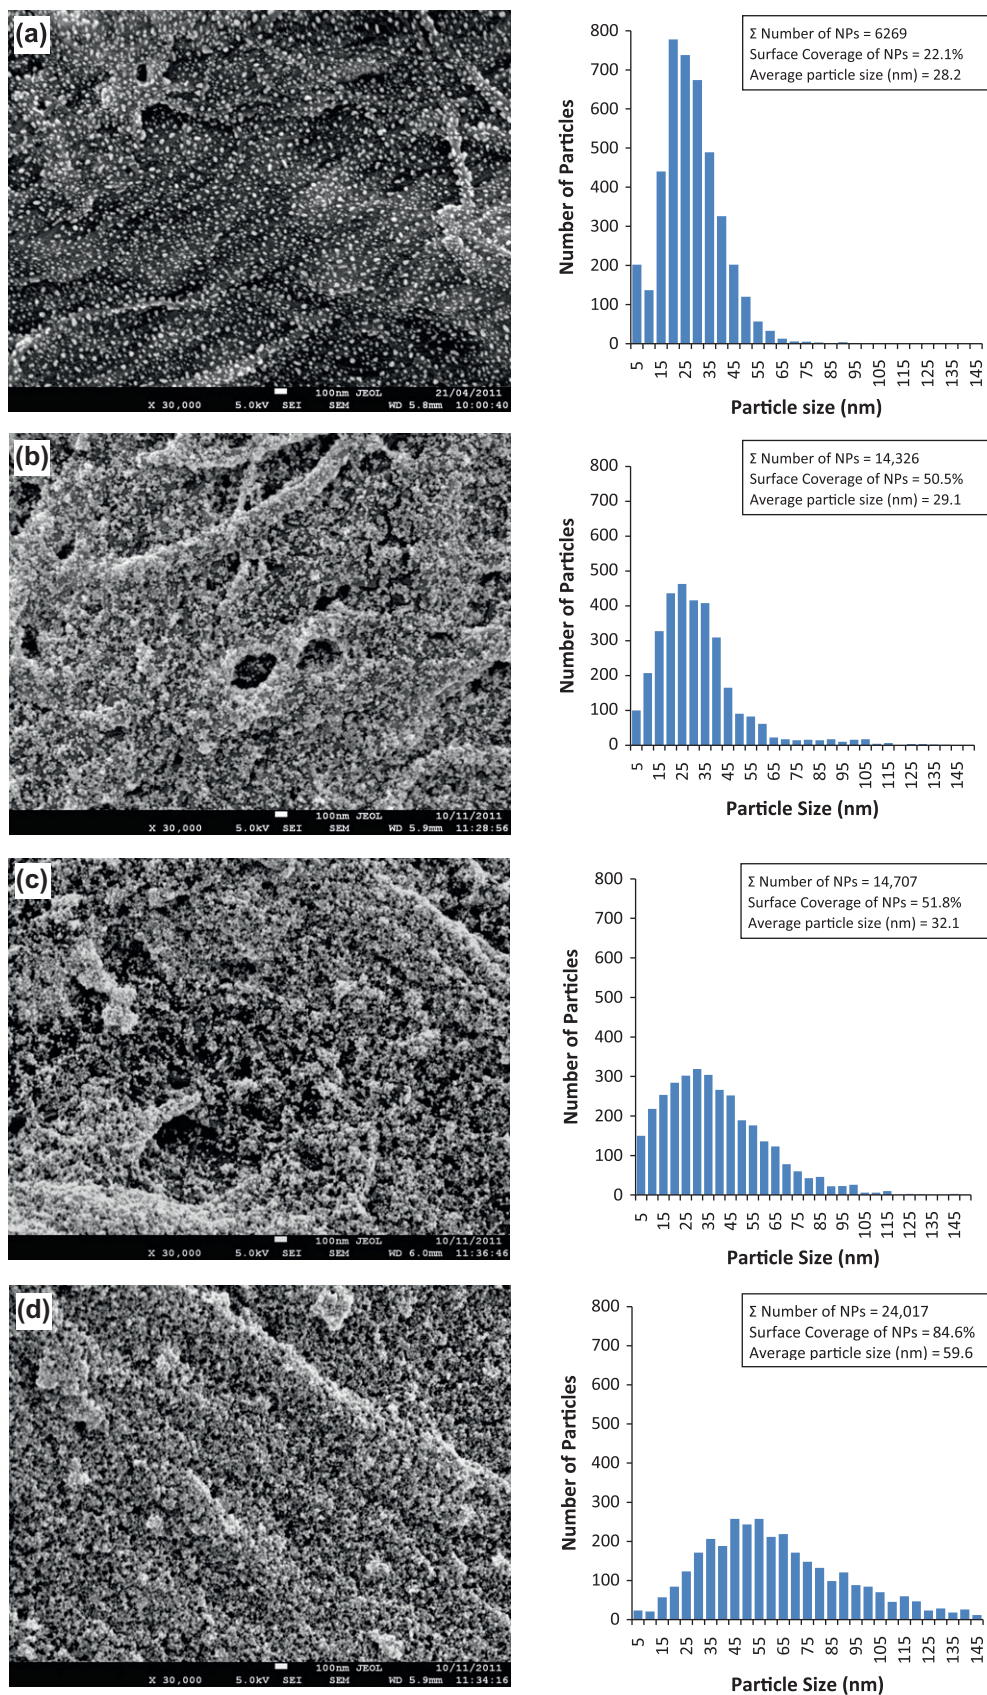 (a)
X 30,000 5.0kV SEI SEM 100nm JEOL WD 5.8mm 21/04/2011 10:00:40
Σ Number of NPs = 6269
Surface Coverage of NPs = 22.1%
Average particle size (nm) = 28.2
Number of Particles
800
700
600
500
400
300
200
100
0
5 15 25 35 45 55 65 75 85 95 105 115 125 135 145
Particle size (nm)
(b)
X 30,000 5.0kV SEI SEM 100nm JEOL WD 5.9mm 10/11/2011 11:28:56
Σ Number of NPs = 14,326
Surface Coverage of NPs = 50.5%
Average particle size (nm) = 29.1
Number of Particles
800
700
600
500
400
300
200
100
0
5 15 25 35 45 55 65 75 85 95 105 115 125 135 145
Particle Size (nm)
(c)
X 30,000 5.0kV SEI SEM 100nm JEOL WD 6.0mm 10/11/2011 11:36:46
Σ Number of NPs = 14,707
Surface Coverage of NPs = 51.8%
Average particle size (nm) = 32.1
Number of Particles
800
700
600
500
400
300
200
100
0
5 15 25 35 45 55 65 75 85 95 105 115 125 135 145
Particle Size (nm)
(d)
X 30,000 5.0kV SEI SEM 100nm JEOL WD 5.9mm 10/11/2011 11:34:16
Σ Number of NPs = 24,017
Surface Coverage of NPs = 84.6%
Average particle size (nm) = 59.6
Number of Particles
800
700
600
500
400
300
200
100
0
5 15 25 35 45 55 65 75 85 95 105 115 125 135 145
Particle Size (nm)